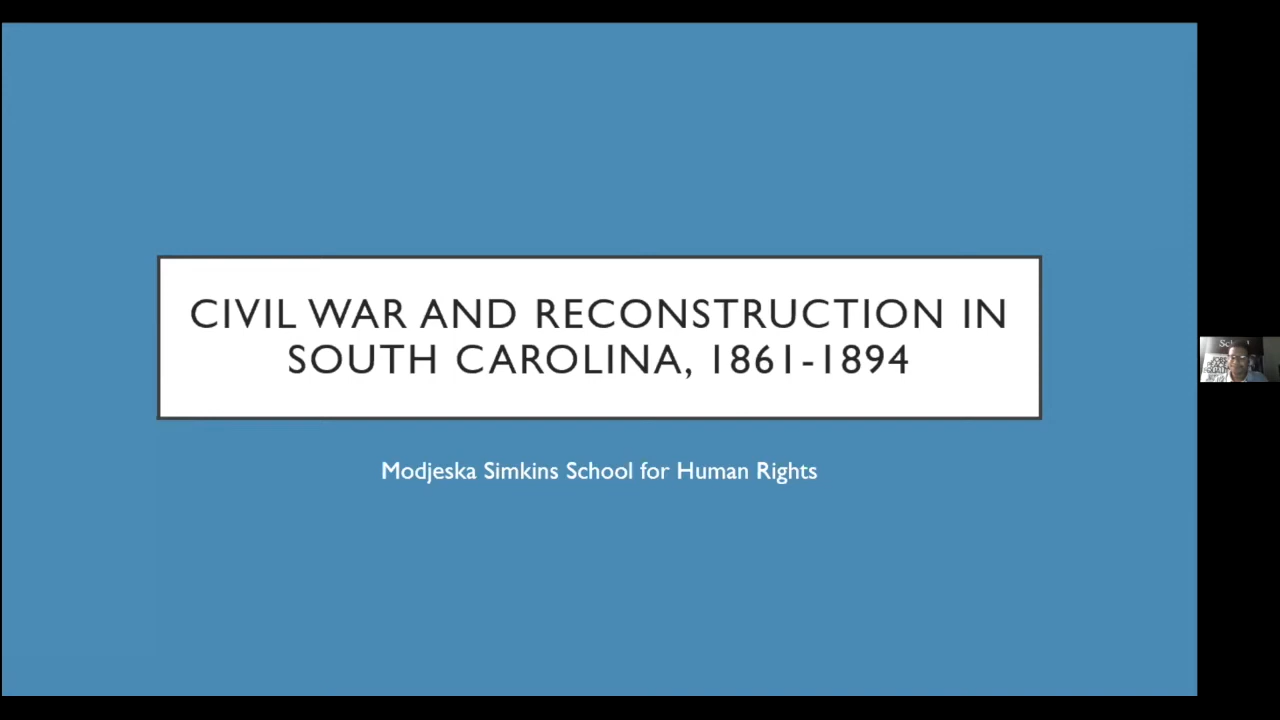 CIVIL WAR AND RECONSTRUCTION IN
SOUTH CAROLINA, 1861-1894
Modjeska Simkins School for Human Rights